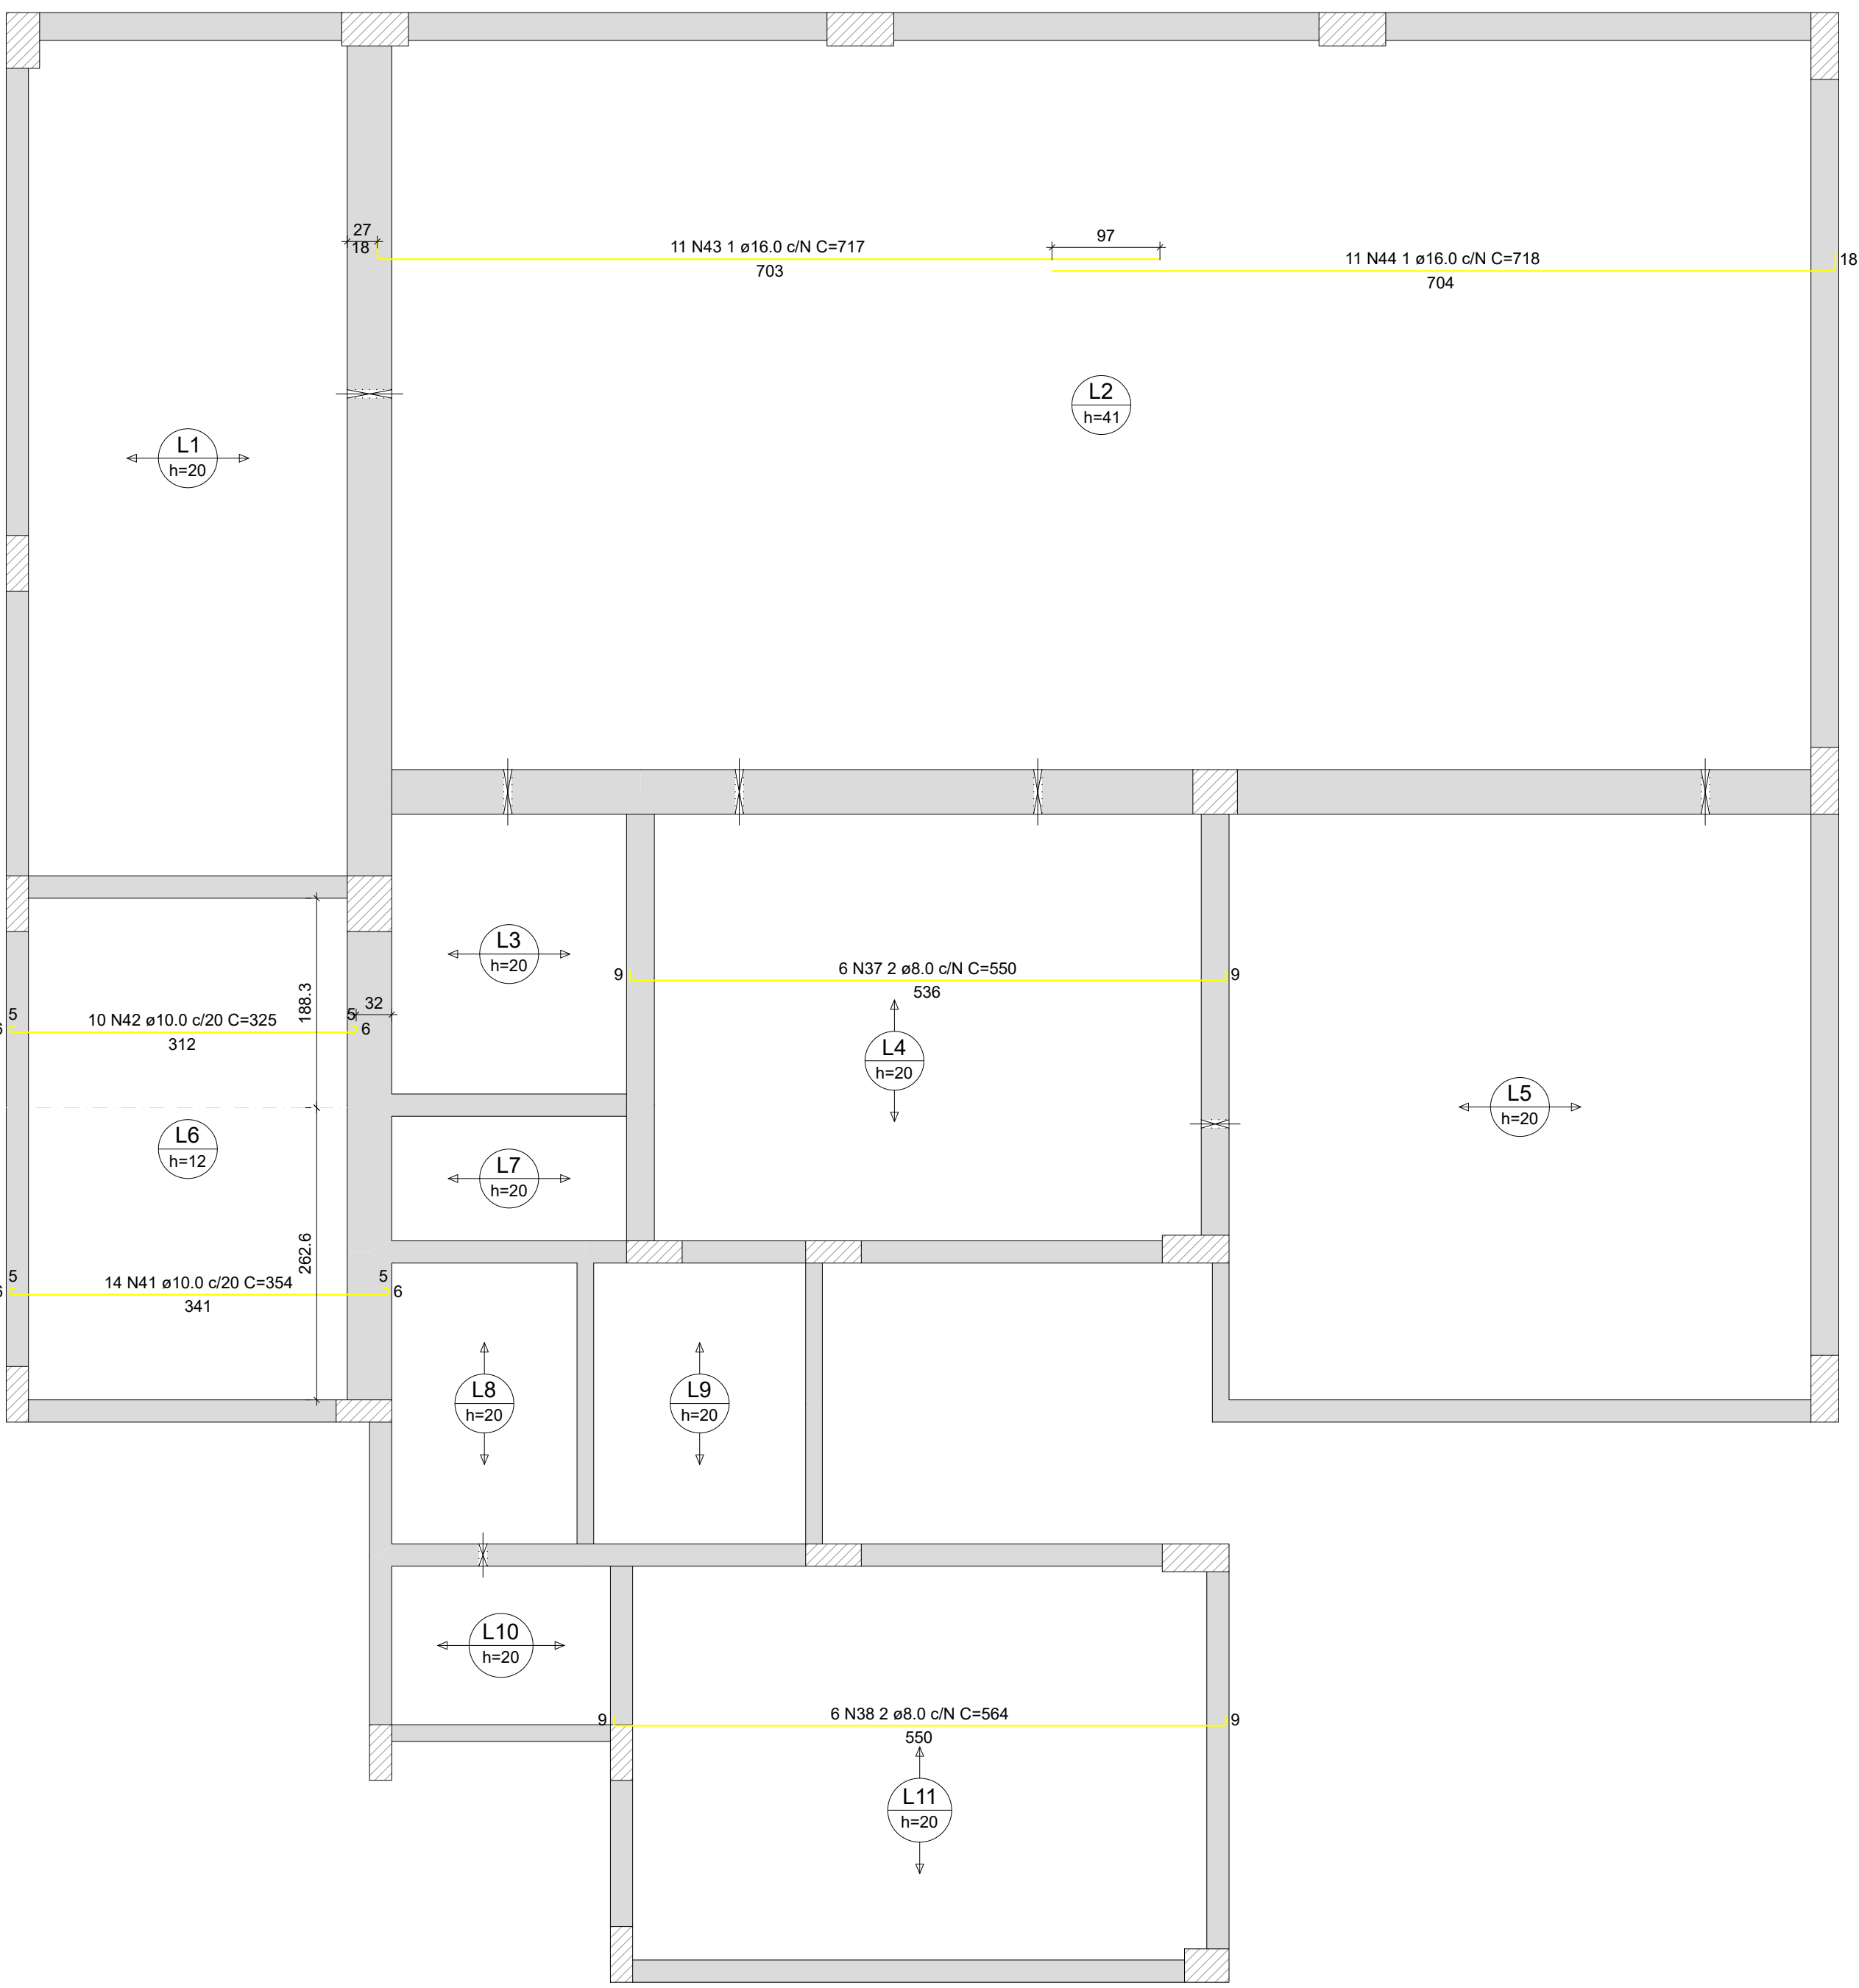 27
18
11 N43 1 ø16.0 c/N C=717
703
97
11 N44 1 ø16.0 c/N C=718
704
18
L2
h=41
L1
h=20
L3
h=20
9
6 N37 2 ø8.0 c/N C=550
536
9
188.3
32
5
6
10 N42 ø10.0 c/20 C=325
312
5
6
L4
h=20
L5
h=20
L6
h=12
L7
h=20
262.6
5
6
14 N41 ø10.0 c/20 C=354
341
5
6
L8
h=20
L9
h=20
L10
h=20
9
6 N38 2 ø8.0 c/N C=564
550
9
L11
h=20